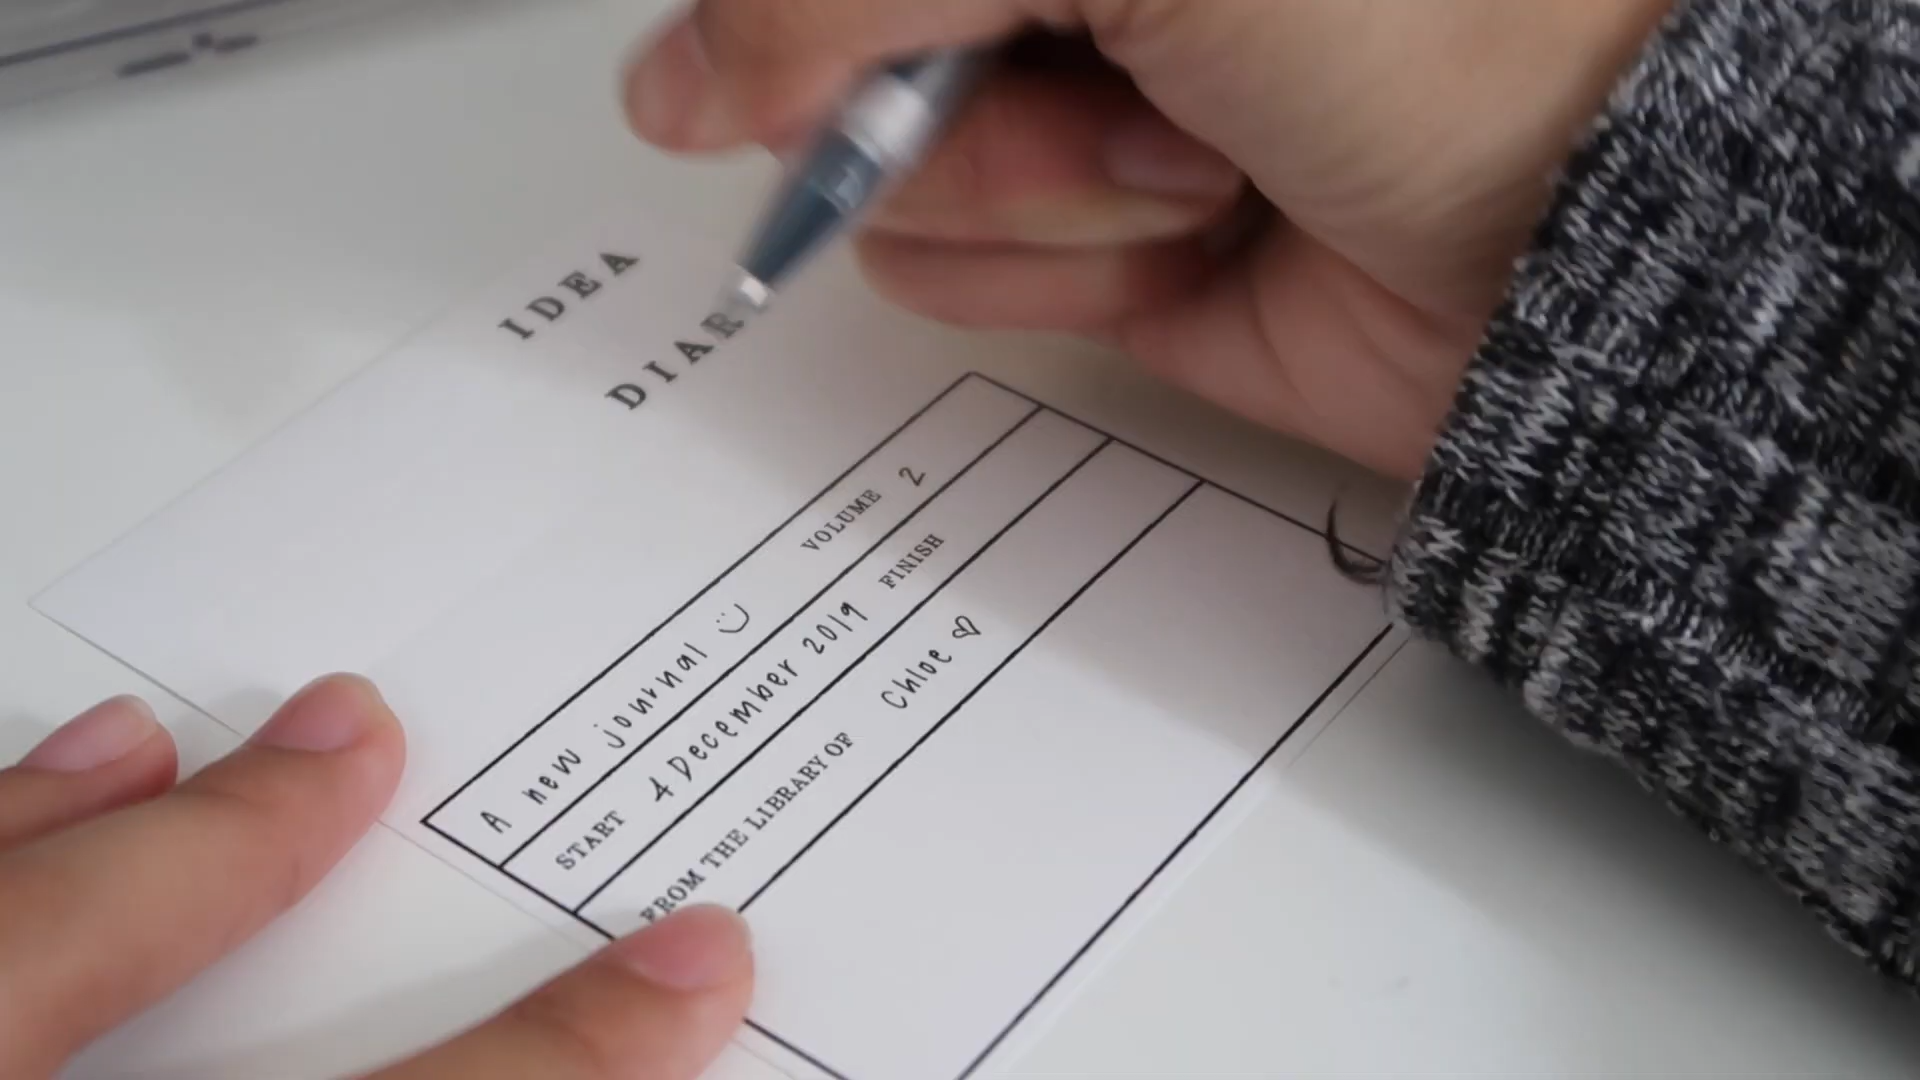 IDEA
DIARY
A new journal VOLUME 2
START 4 December 2019 FINISH
FROM THE LIBRARY OF Chloe